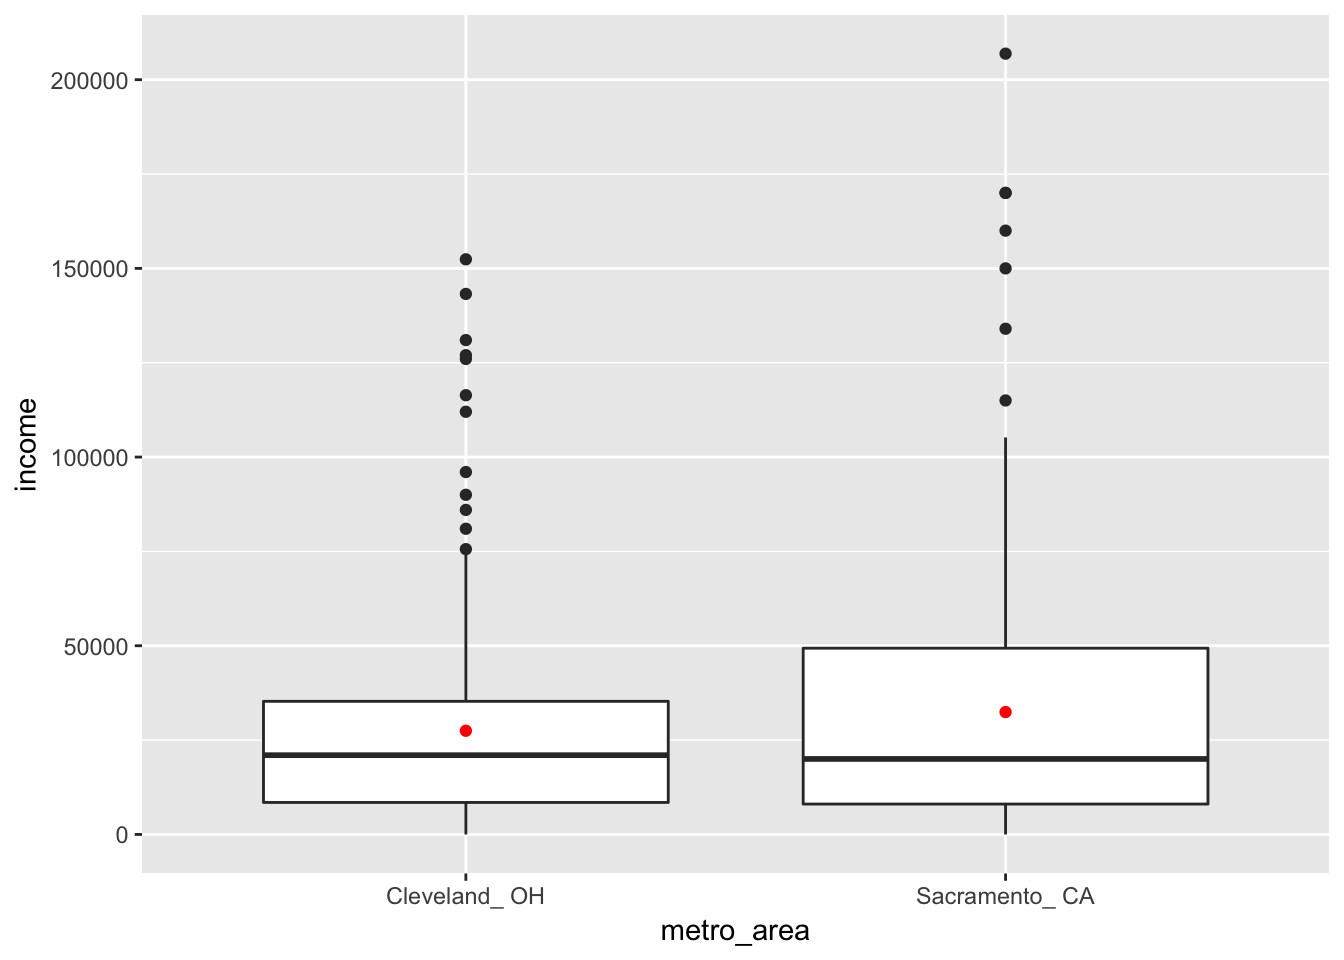 income
200000
150000
100000
50000
0
Cleveland_ OH
Sacramento_ CA
metro_area